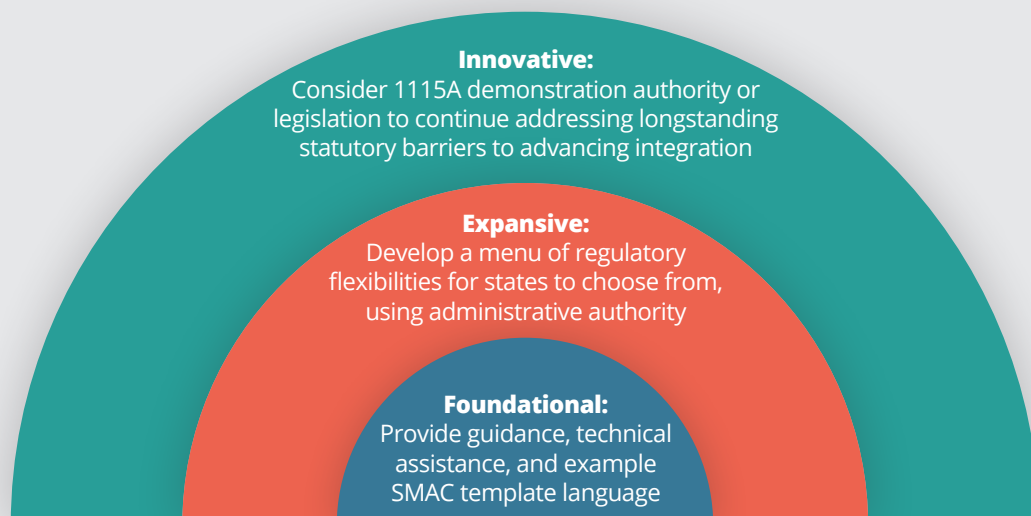 Innovative:
Consider 1115A demonstration authority or
legislation to continue addressing longstanding
statutory barriers to advancing integration
Expansive:
Develop a menu of regulatory
flexibilities for states to choose from,
using administrative authority
Foundational:
Provide guidance, technical
assistance, and example
SMAC template language